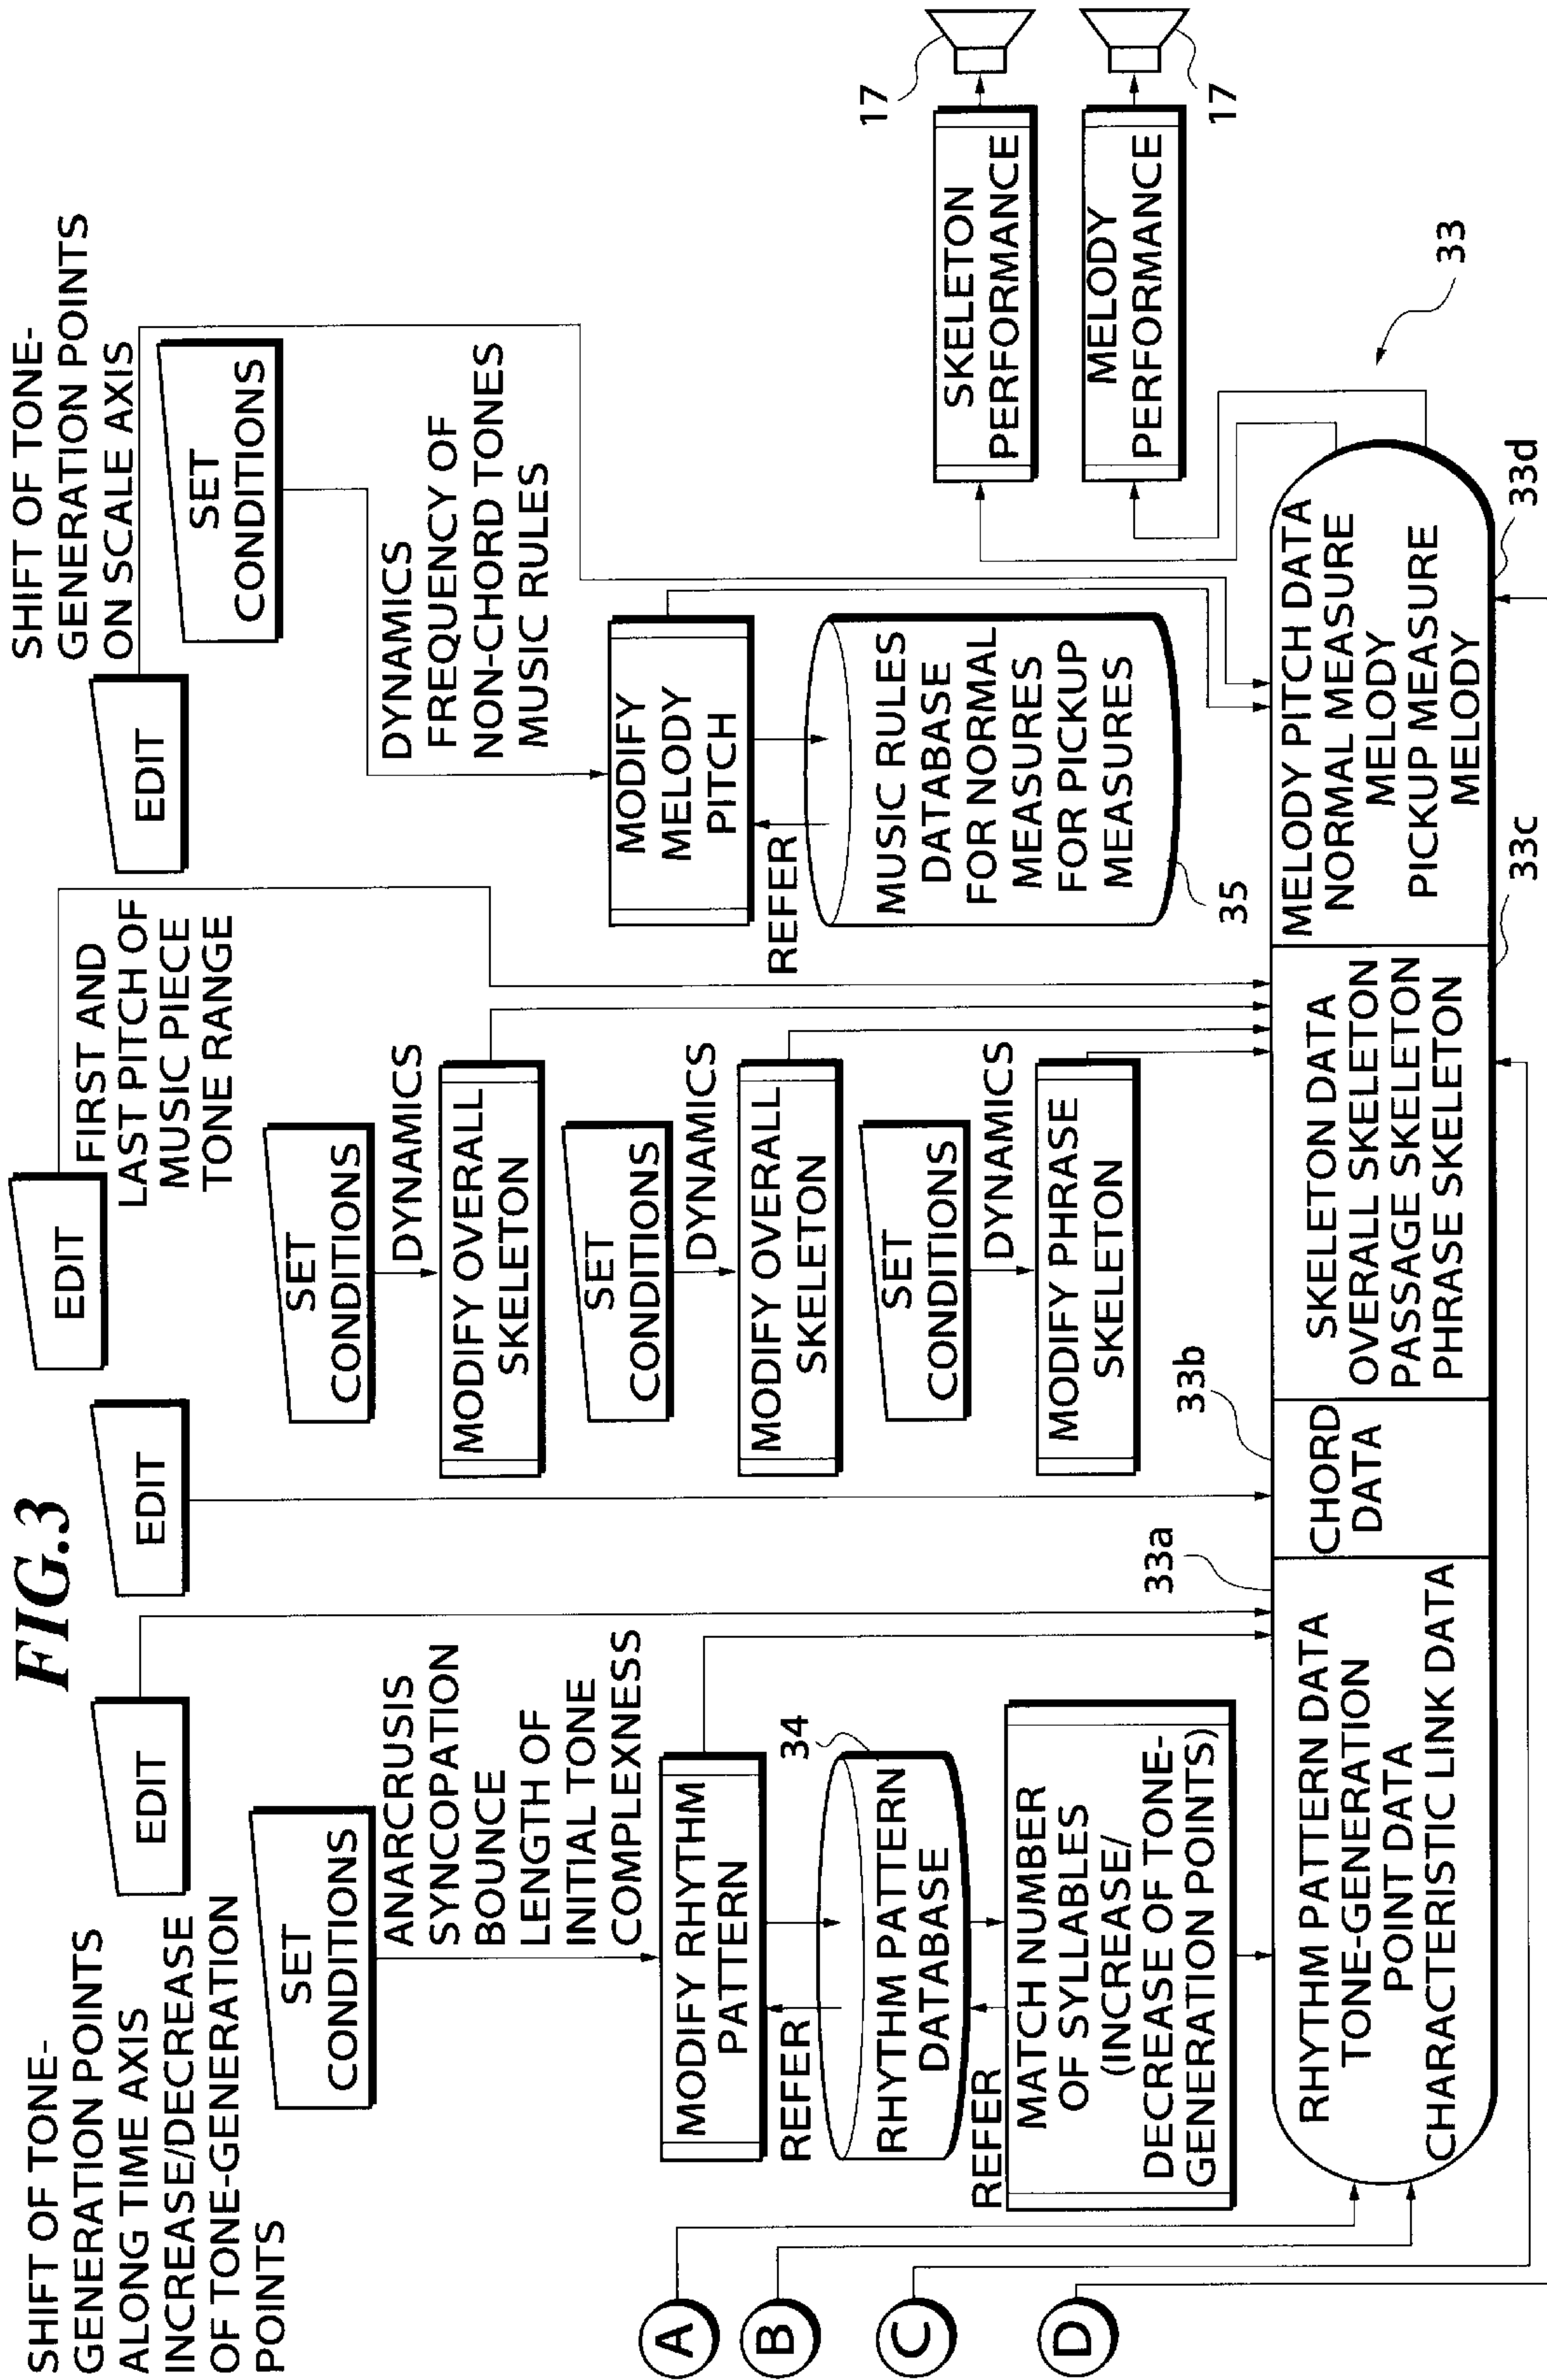 FIG.3
SHIFT OF TONE-
GENERATION POINTS
ALONG TIME AXIS
INCREASE/DECREASE
OF TONE-GENERATION
POINTS
EDIT
SET
CONDITIONS
ANARCRUSIS
SYNCOPATION
BOUNCE
LENGTH OF
INITIAL TONE
COMPLEXNESS
MODIFY RHYTHM
PATTERN
REFER
34
RHYTHM PATTERN
DATABASE
REFER
MATCH NUMBER
OF SYLLABLES
(INCREASE/
DECREASE OF TONE-
GENERATION POINTS)
EDIT
EDIT
FIRST AND
LAST PITCH OF
MUSIC PIECE
TONE RANGE
SET
CONDITIONS
DYNAMICS
MODIFY OVERALL
SKELETON
SET
CONDITIONS
DYNAMICS
MODIFY OVERALL
SKELETON
SET
CONDITIONS
DYNAMICS
MODIFY PHRASE
SKELETON
EDIT
SHIFT OF TONE-
GENERATION POINTS
ON SCALE AXIS
SET
CONDITIONS
DYNAMICS
FREQUENCY OF
NON-CHORD TONES
MUSIC RULES
MODIFY
MELODY
PITCH
REFER
MUSIC RULES
DATABASE
FOR NORMAL
MEASURES
FOR PICKUP
MEASURES
35
17
SKELETON
PERFORMANCE
MELODY
PERFORMANCE
17
33
A
B
C
D
33a
RHYTHM PATTERN DATA
TONE-GENERATION
POINT DATA
CHARACTERISTIC LINK DATA
33b
CHORD
DATA
SKELETON DATA
OVERALL SKELETON
PASSAGE SKELETON
PHRASE SKELETON
33c
MELODY PITCH DATA
NORMAL MEASURE
MELODY
PICKUP MEASURE
MELODY
33d